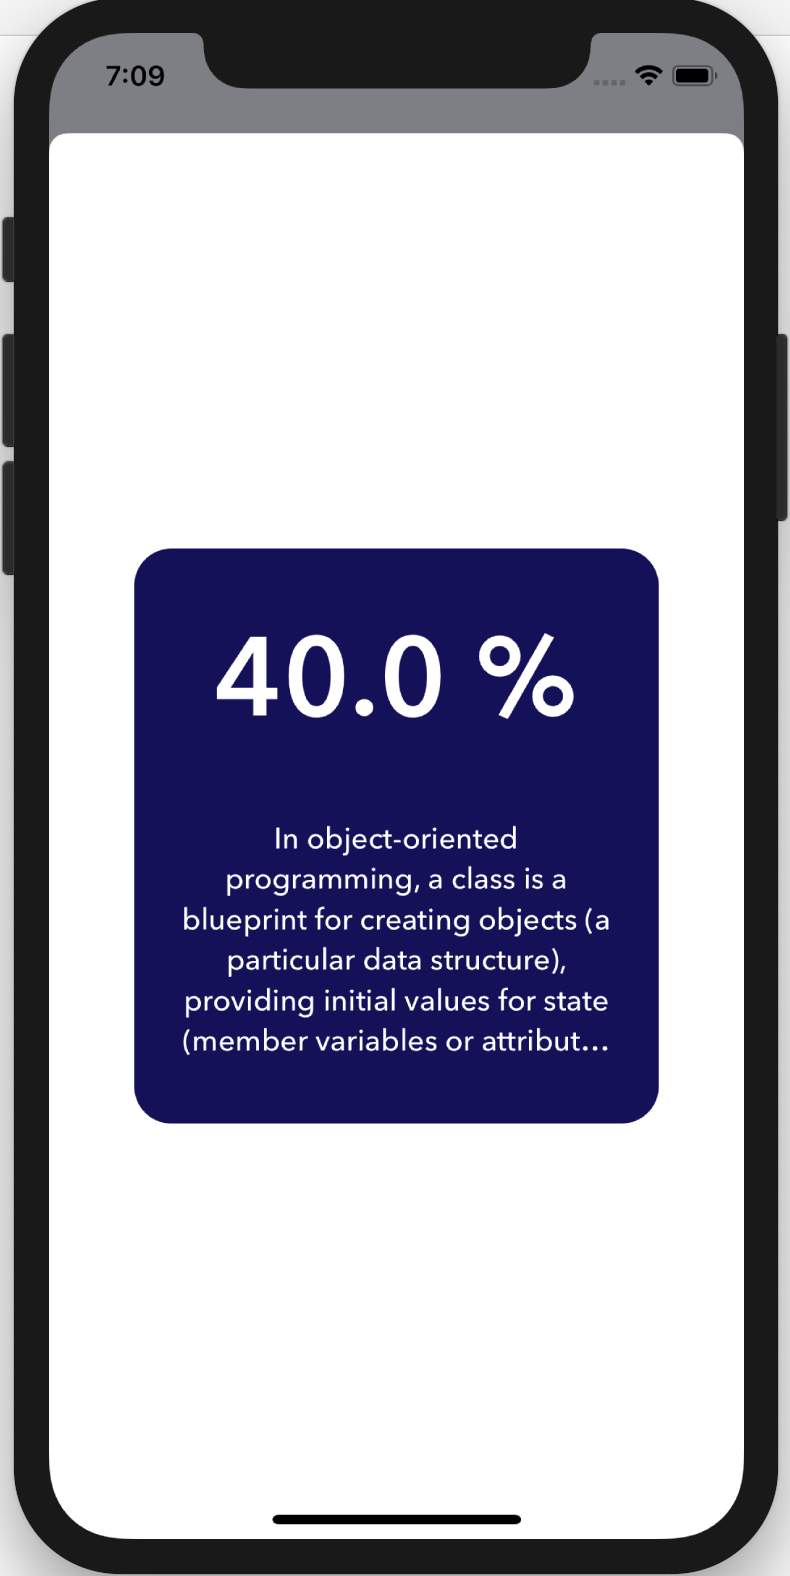 7:09
40.0 %
In object-oriented
programming, a class is a
blueprint for creating objects (a
particular data structure),
providing initial values for state
(member variables or attribut...